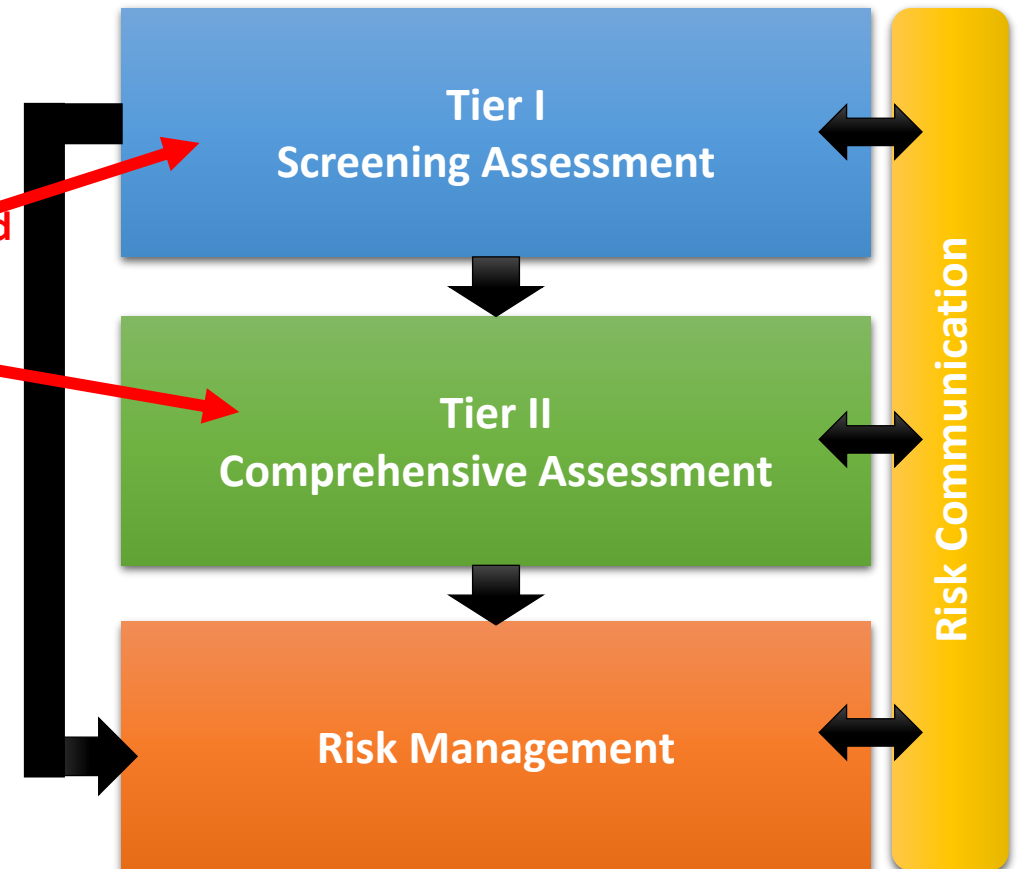 Tier I
Screening Assessment
Tier II
Comprehensive Assessment
Risk Management
Risk Communication